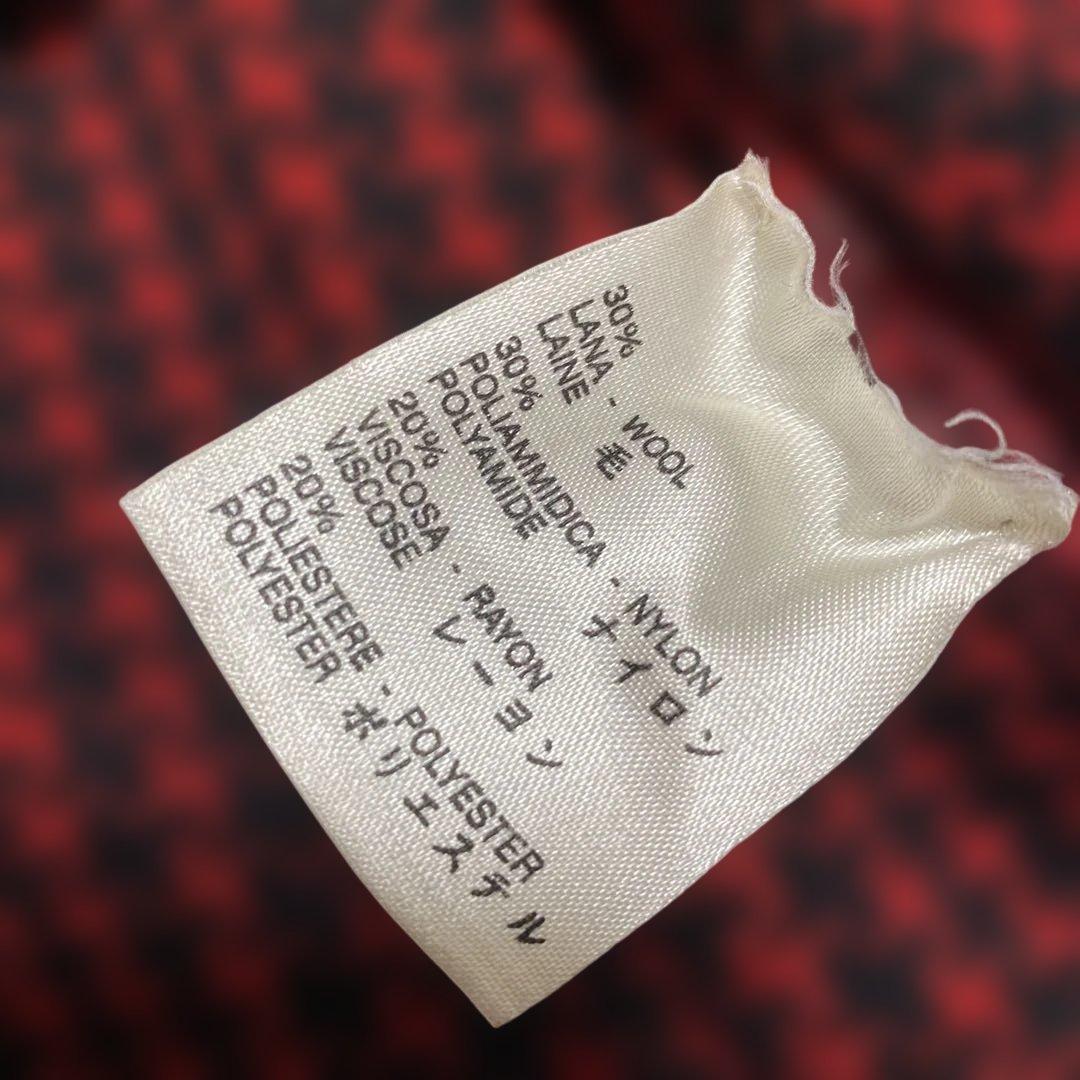 30%
LANA - WOOL
LAINE 毛
30%
POLIAMMIDICA - NYLON
POLYAMIDE ナイロン
20%
VISCOSA - RAYON
VISCOSE レーヨン
20%
POLIESTERE - POLYESTER
POLYESTER ポリエステル